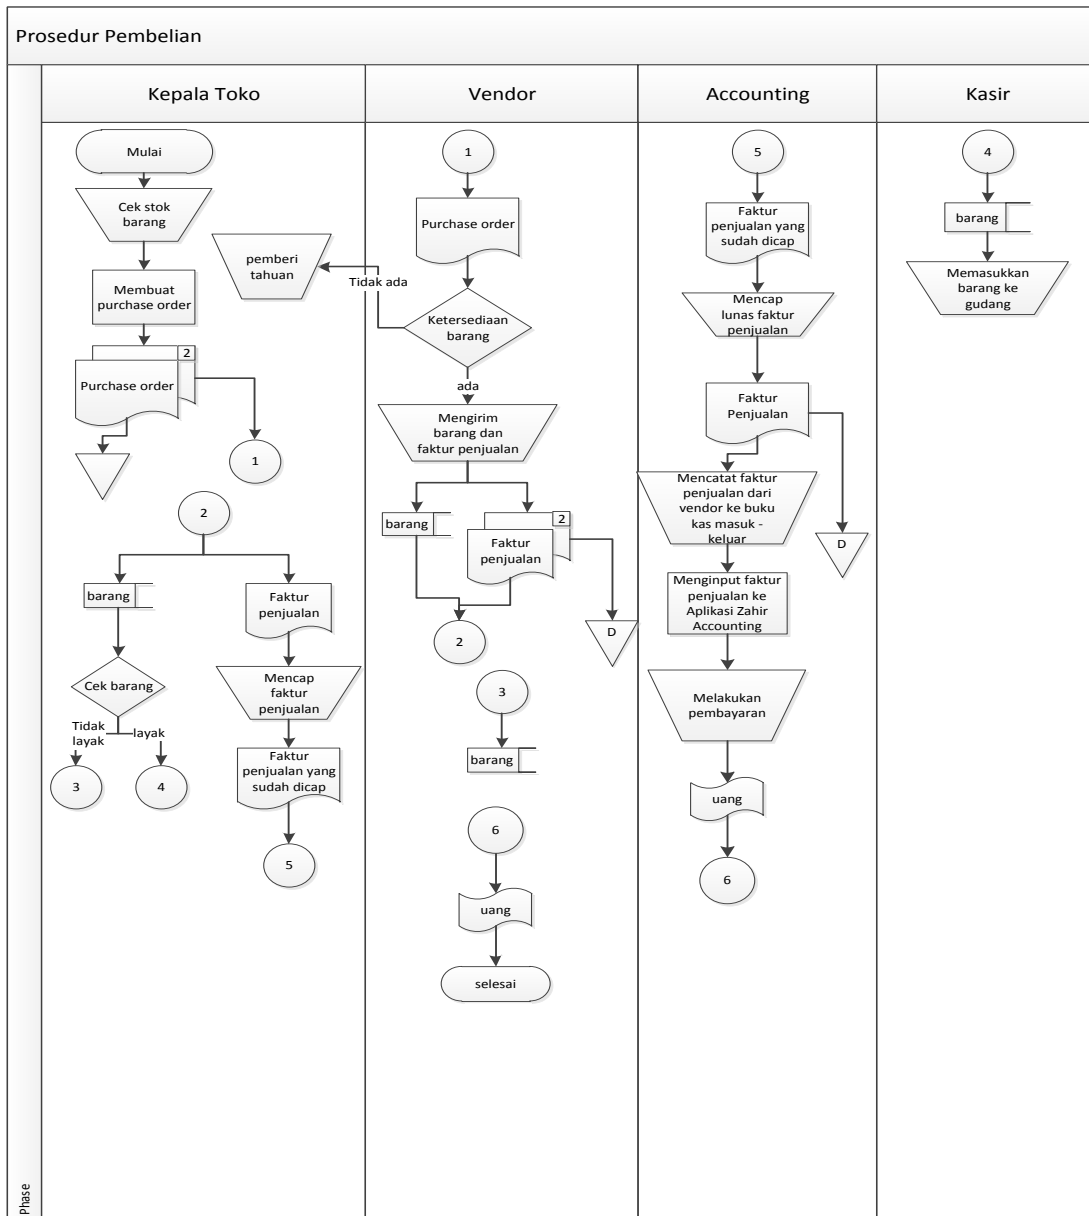 Prosedur Pembelian
Kepala Toko
Vendor
Accounting
Kasir
Phase
Mulai
Cek stok
barang
Membuat
purchase order
2
Purchase order
1
pemberi
tahuan
Tidak ada
2
barang
Faktur
penjualan
Cek barang
Mencap
faktur
penjualan
Tidak
layak
layak
3
4
Faktur
penjualan yang
sudah dicap
5
1
Purchase order
Ketersediaan
barang
ada
Mengirim
barang dan
faktur penjualan
barang
2
Faktur
penjualan
2
D
3
barang
6
uang
selesai
5
Faktur
penjualan yang
sudah dicap
Mencap
lunas faktur
penjualan
Faktur
Penjualan
Mencatat faktur
penjualan dari
vendor ke buku
kas masuk -
keluar
D
Menginput faktur
penjualan ke
Aplikasi Zahir
Accounting
Melakukan
pembayaran
uang
6
4
barang
Memasukkan
barang ke
gudang